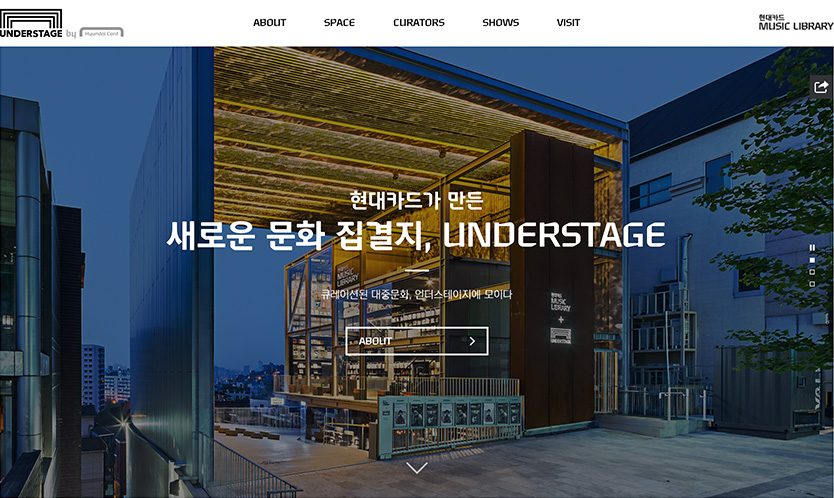 UNDERSTAGE by Hyundai Card
ABOUT
SPACE
CURATORS
SHOWS
VISIT
현대카드
MUSIC LIBRARY
현대카드가 만든
새로운 문화 집결지, UNDERSTAGE
큐레이션된 대중문화, 언더스테이지에 모이다
ABOUT
MUSIC
LIBRARY
현대카드
MUSIC
LIBRARY
+
UNDERSTAGE